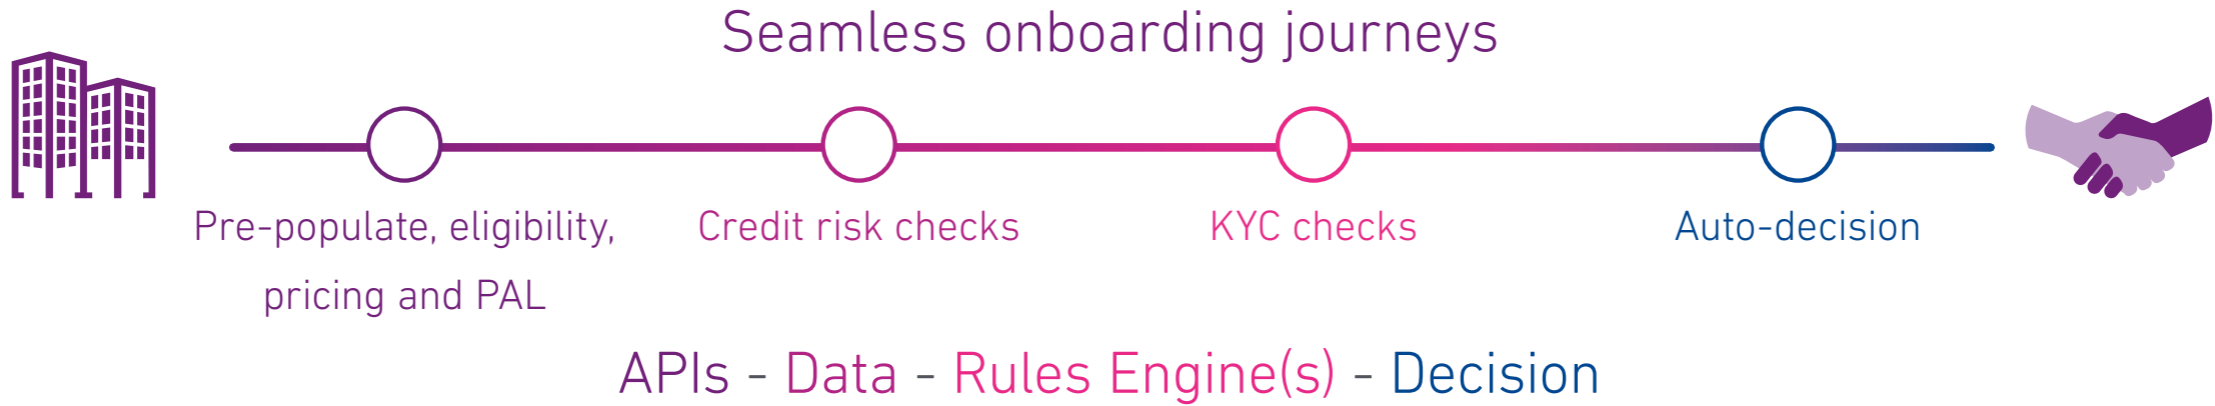 Seamless onboarding journeys
Pre-populate, eligibility,
pricing and PAL
Credit risk checks
KYC checks
Auto-decision
APIs - Data - Rules Engine(s) - Decision